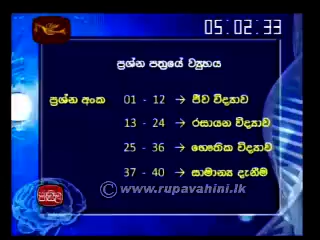 05:02:33
ප්‍රශ්න පත්‍රයේ ව්‍යුහය
ප්‍රශ්න අංක 01 - 12 → ජීව විද්‍යාව
13 - 24 → රසායන විද්‍යාව
25 - 36 → භෞතික විද්‍යාව
37 - 40 → සාමාන්‍ය දැනීම
©www.rupavahini.lk